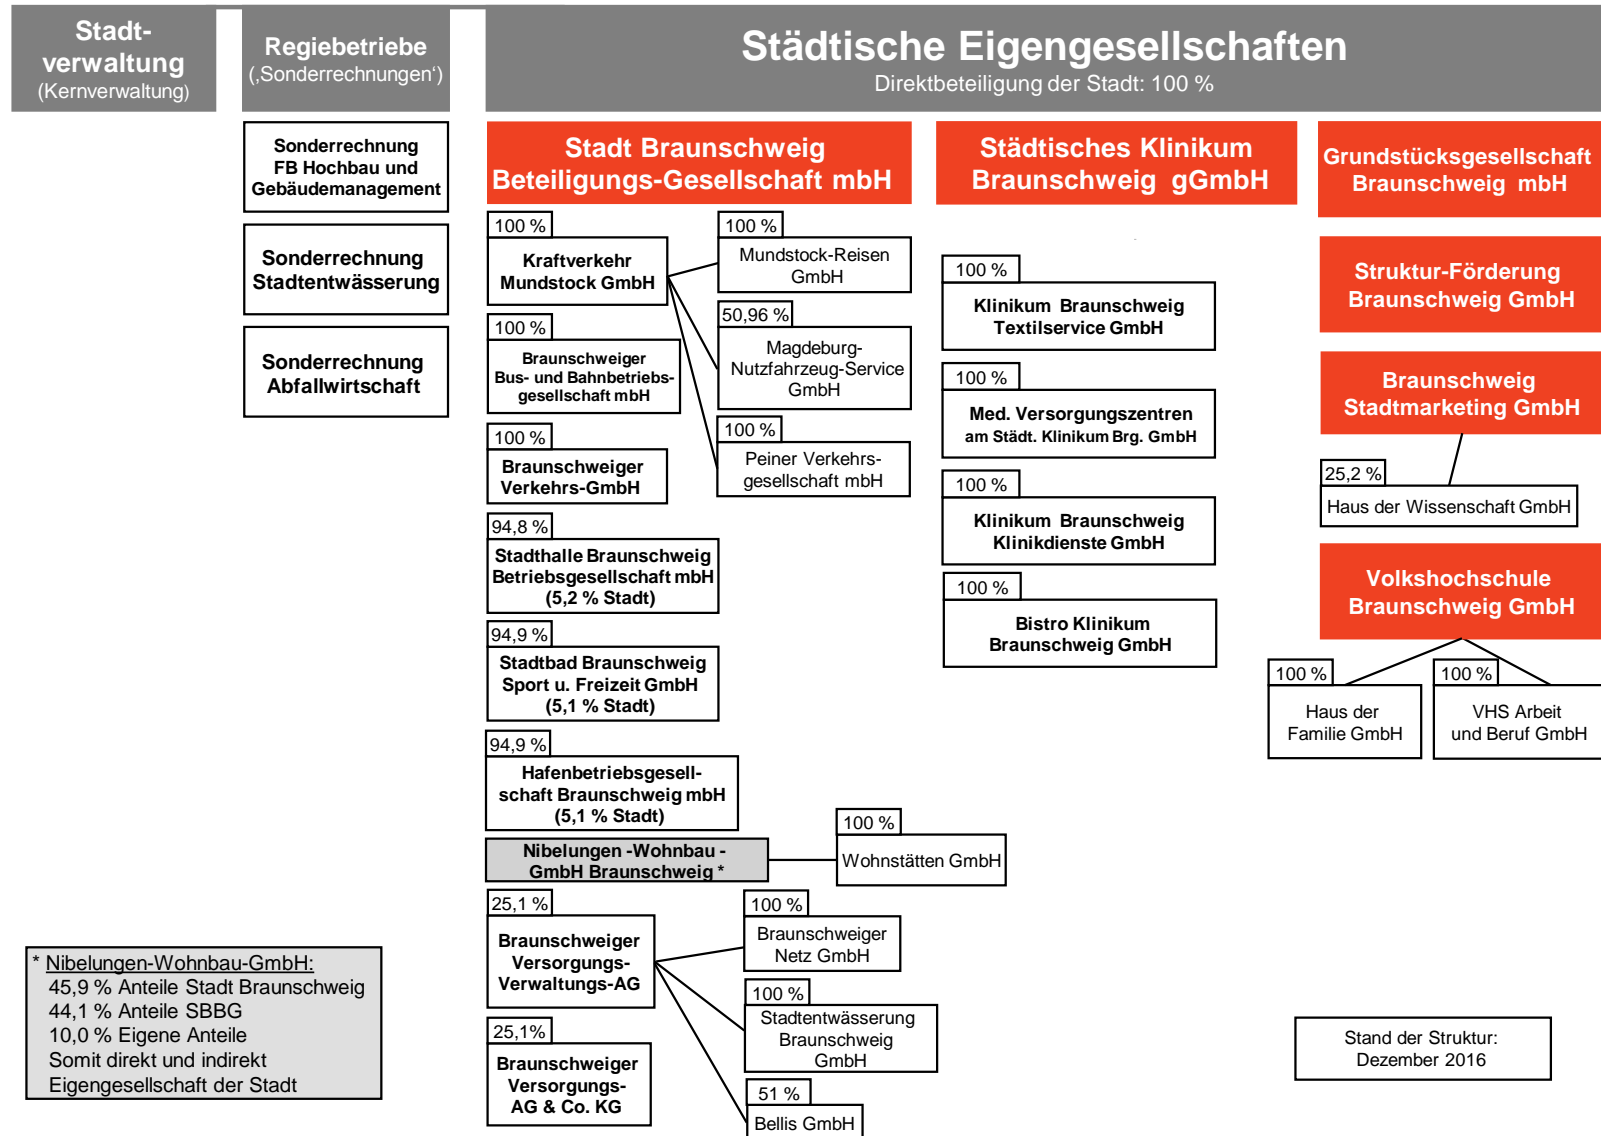 Stadt-
verwaltung
(Kernverwaltung)
Regiebetriebe
(‚Sonderrechnungen‘)
Städtische Eigengesellschaften
Direktbeteiligung der Stadt: 100 %
Sonderrechnung
FB Hochbau und
Gebäudemanagement
Sonderrechnung
Stadtentwässerung
Sonderrechnung
Abfallwirtschaft
Stadt Braunschweig
Beteiligungs-Gesellschaft mbH
100 %
Kraftverkehr
Mundstock GmbH
100 %
Mundstock-Reisen
GmbH
50,96 %
Magdeburg-
Nutzfahrzeug-Service
GmbH
100 %
Peiner Verkehrs-
gesellschaft mbH
100 %
Braunschweiger
Bus- und Bahnbetriebs-
gesellschaft mbH
100 %
Braunschweiger
Verkehrs-GmbH
94,8 %
Stadthalle Braunschweig
Betriebsgesellschaft mbH
(5,2 % Stadt)
94,9 %
Stadtbad Braunschweig
Sport u. Freizeit GmbH
(5,1 % Stadt)
94,9 %
Hafenbetriebsgesell-
schaft Braunschweig mbH
(5,1 % Stadt)
Nibelungen -Wohnbau -
GmbH Braunschweig *
100 %
Wohnstätten GmbH
25,1 %
Braunschweiger
Versorgungs-
Verwaltungs-AG
100 %
Braunschweiger
Netz GmbH
100 %
Stadtentwässerung
Braunschweig
GmbH
51 %
Bellis GmbH
25,1%
Braunschweiger
Versorgungs-
AG & Co. KG
Städtisches Klinikum
Braunschweig gGmbH
100 %
Klinikum Braunschweig
Textilservice GmbH
100 %
Med. Versorgungszentren
am Städt. Klinikum Brg. GmbH
100 %
Klinikum Braunschweig
Klinikdienste GmbH
100 %
Bistro Klinikum
Braunschweig GmbH
Grundstücksgesellschaft
Braunschweig mbH
Struktur-Förderung
Braunschweig GmbH
Braunschweig
Stadtmarketing GmbH
25,2 %
Haus der Wissenschaft GmbH
Volkshochschule
Braunschweig GmbH
100 %
Haus der
Familie GmbH
100 %
VHS Arbeit
und Beruf GmbH
* Nibelungen-Wohnbau-GmbH:
45,9 % Anteile Stadt Braunschweig
44,1 % Anteile SBBG
10,0 % Eigene Anteile
Somit direkt und indirekt
Eigengesellschaft der Stadt
Stand der Struktur:
Dezember 2016